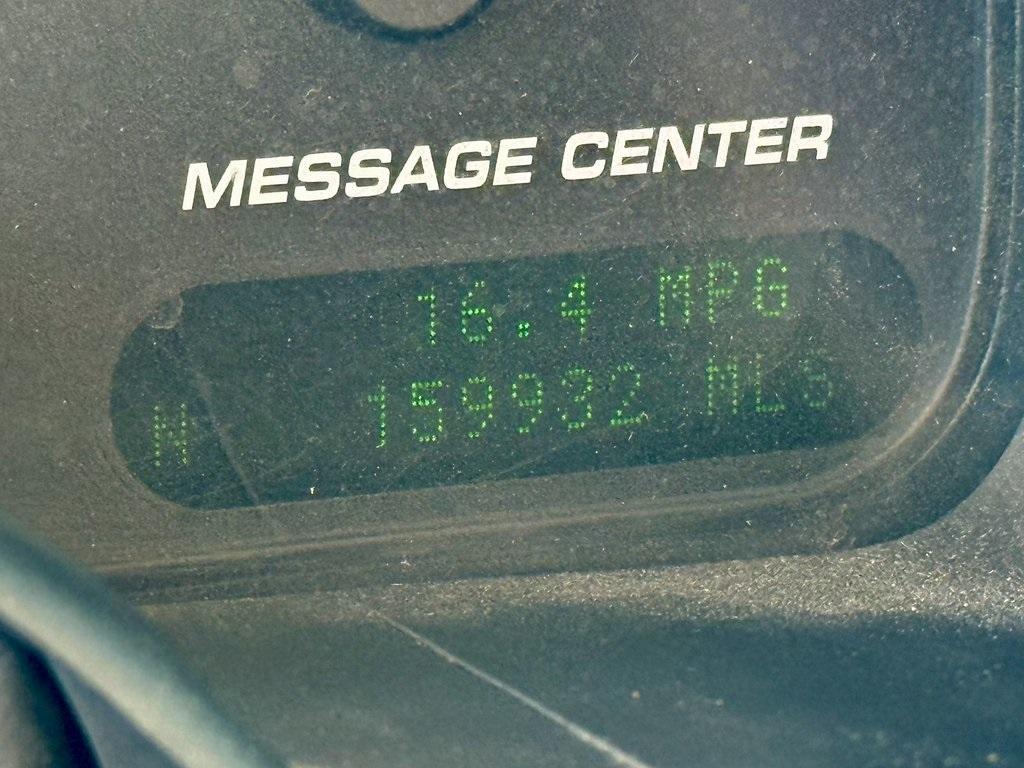 MESSAGE CENTER
16.4 MPG
N 159932 MLs